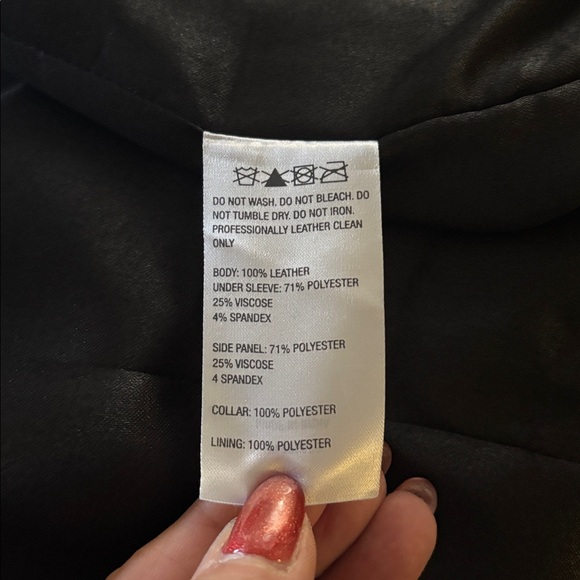 DO NOT WASH. DO NOT BLEACH. DO
NOT TUMBLE DRY. DO NOT IRON.
PROFESSIONALLY LEATHER CLEAN
ONLY
BODY: 100% LEATHER
UNDER SLEEVE: 71% POLYESTER
25% VISCOSE
4% SPANDEX
SIDE PANEL: 71% POLYESTER
25% VISCOSE
4 SPANDEX
COLLAR: 100% POLYESTER
LINING: 100% POLYESTER